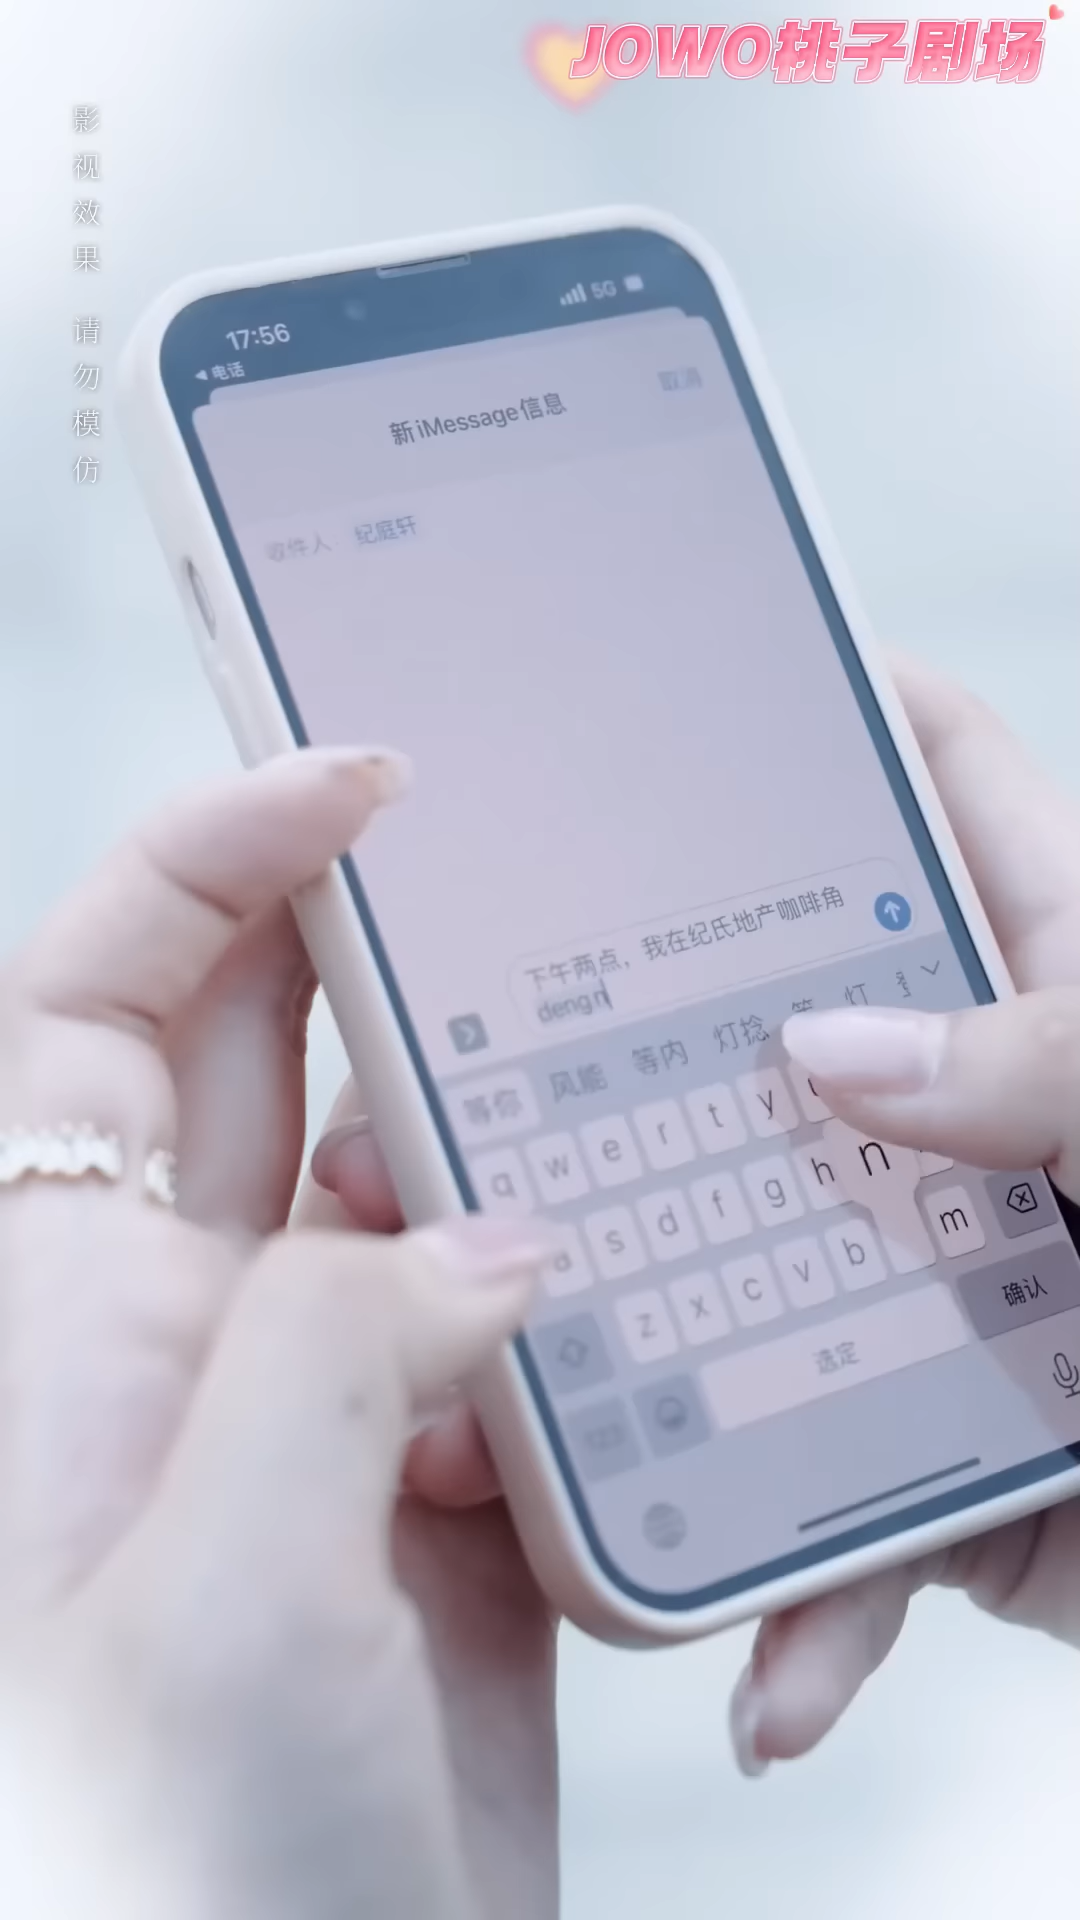 JOWO桃子剧场
影视效果 请勿模仿
17:56
5G
◀电话
取消
新iMessage信息
收件人: 纪庭轩
下午两点，我在纪氏地产咖啡角
deng n
等你 风能 等内 灯捻 等 灯
q w e r t y
a s d f g h n
z x c v b m
123 选定 确认